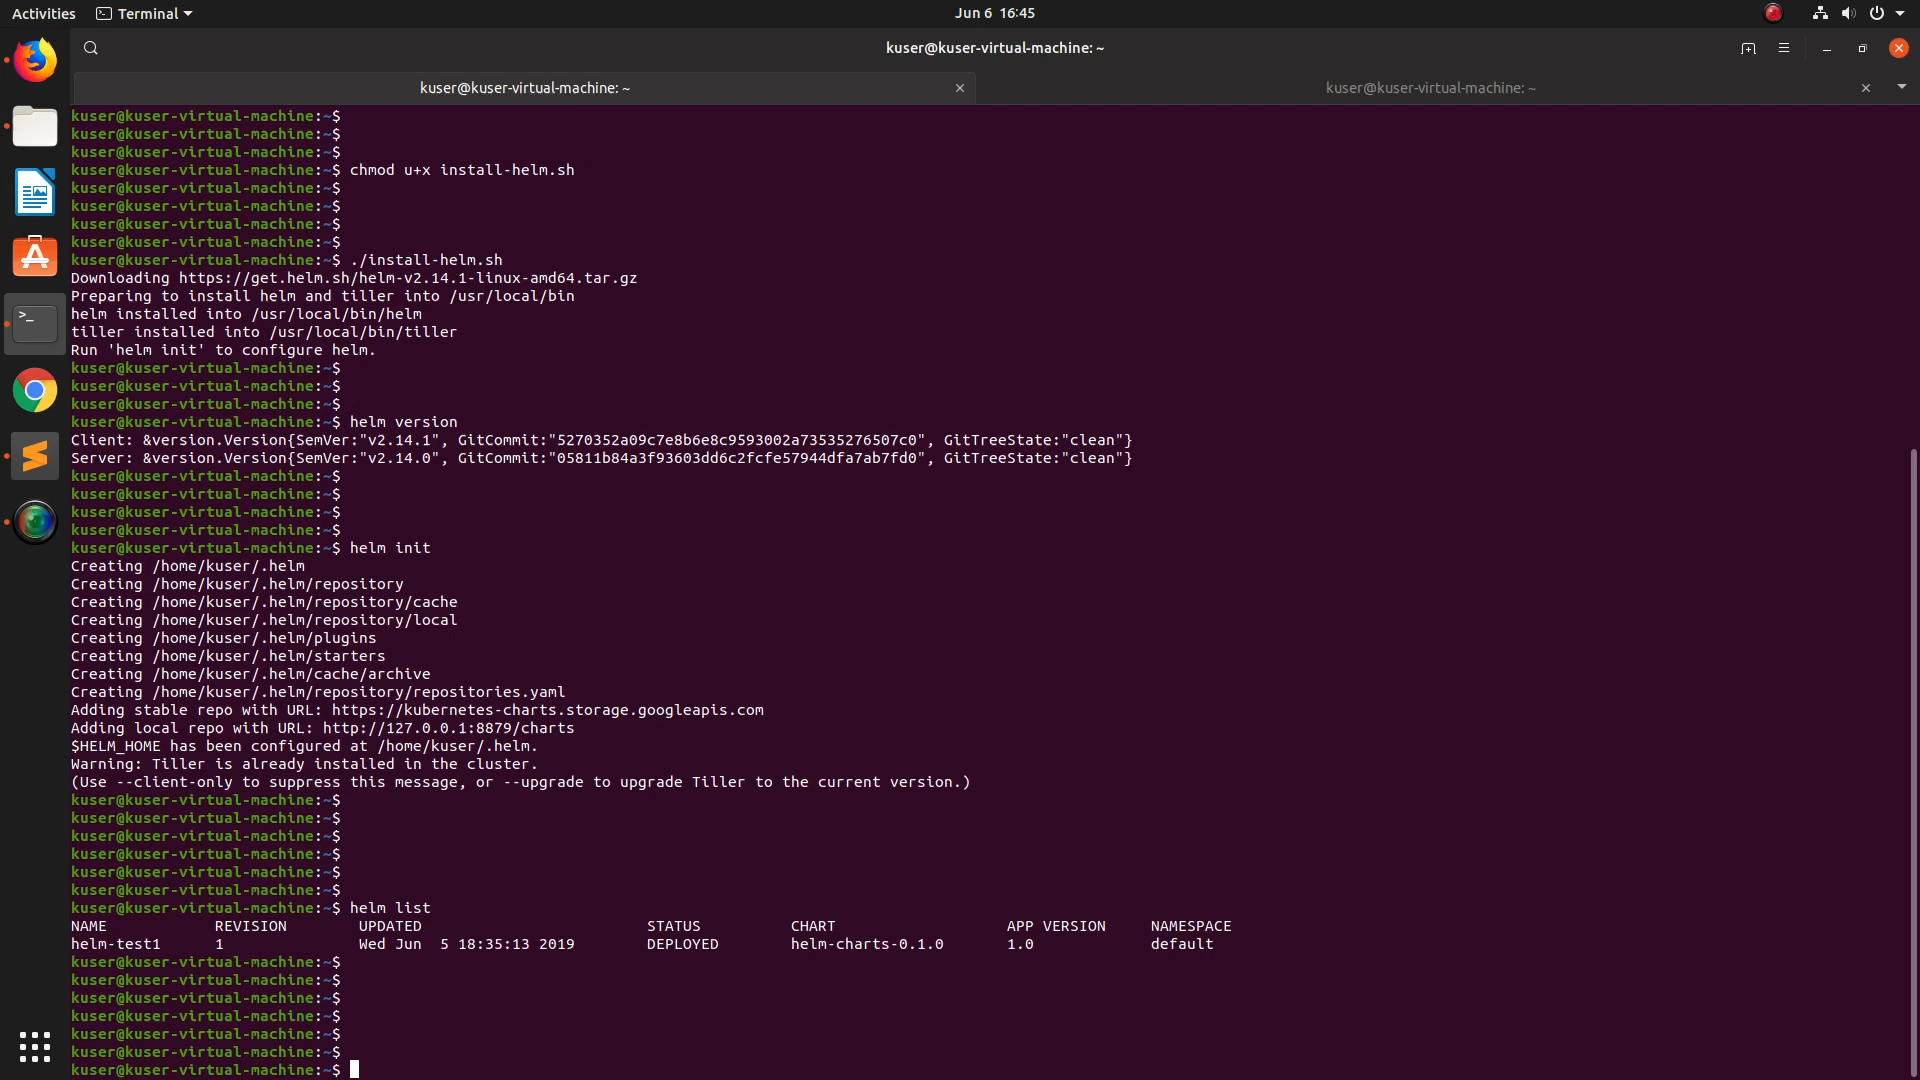 Activities Terminal Jun 6 16:45
kuser@kuser-virtual-machine: ~
kuser@kuser-virtual-machine: ~ kuser@kuser-virtual-machine: ~
kuser@kuser-virtual-machine:~$
kuser@kuser-virtual-machine:~$
kuser@kuser-virtual-machine:~$
kuser@kuser-virtual-machine:~$ chmod u+x install-helm.sh
kuser@kuser-virtual-machine:~$
kuser@kuser-virtual-machine:~$
kuser@kuser-virtual-machine:~$
kuser@kuser-virtual-machine:~$
kuser@kuser-virtual-machine:~$ ./install-helm.sh
Downloading https://get.helm.sh/helm-v2.14.1-linux-amd64.tar.gz
Preparing to install helm and tiller into /usr/local/bin
helm installed into /usr/local/bin/helm
tiller installed into /usr/local/bin/tiller
Run 'helm init' to configure helm.
kuser@kuser-virtual-machine:~$
kuser@kuser-virtual-machine:~$
kuser@kuser-virtual-machine:~$
kuser@kuser-virtual-machine:~$ helm version
Client: &version.Version{SemVer:"v2.14.1", GitCommit:"5270352a09c7e8b6e8c9593002a73535276507c0", GitTreeState:"clean"}
Server: &version.Version{SemVer:"v2.14.0", GitCommit:"05811b84a3f93603dd6c2fcfe57944dfa7ab7fd0", GitTreeState:"clean"}
kuser@kuser-virtual-machine:~$
kuser@kuser-virtual-machine:~$
kuser@kuser-virtual-machine:~$
kuser@kuser-virtual-machine:~$
kuser@kuser-virtual-machine:~$ helm init
Creating /home/kuser/.helm
Creating /home/kuser/.helm/repository
Creating /home/kuser/.helm/repository/cache
Creating /home/kuser/.helm/repository/local
Creating /home/kuser/.helm/plugins
Creating /home/kuser/.helm/starters
Creating /home/kuser/.helm/cache/archive
Creating /home/kuser/.helm/repository/repositories.yaml
Adding stable repo with URL: https://kubernetes-charts.storage.googleapis.com
Adding local repo with URL: http://127.0.0.1:8879/charts
$HELM_HOME has been configured at /home/kuser/.helm.
Warning: Tiller is already installed in the cluster.
(Use --client-only to suppress this message, or --upgrade to upgrade Tiller to the current version.)
kuser@kuser-virtual-machine:~$
kuser@kuser-virtual-machine:~$
kuser@kuser-virtual-machine:~$
kuser@kuser-virtual-machine:~$
kuser@kuser-virtual-machine:~$
kuser@kuser-virtual-machine:~$
kuser@kuser-virtual-machine:~$ helm list
NAME REVISION UPDATED STATUS CHART APP VERSION NAMESPACE
helm-test1 1 Wed Jun  5 18:35:13 2019 DEPLOYED helm-charts-0.1.0 1.0 default
kuser@kuser-virtual-machine:~$
kuser@kuser-virtual-machine:~$
kuser@kuser-virtual-machine:~$
kuser@kuser-virtual-machine:~$
kuser@kuser-virtual-machine:~$
kuser@kuser-virtual-machine:~$
kuser@kuser-virtual-machine:~$